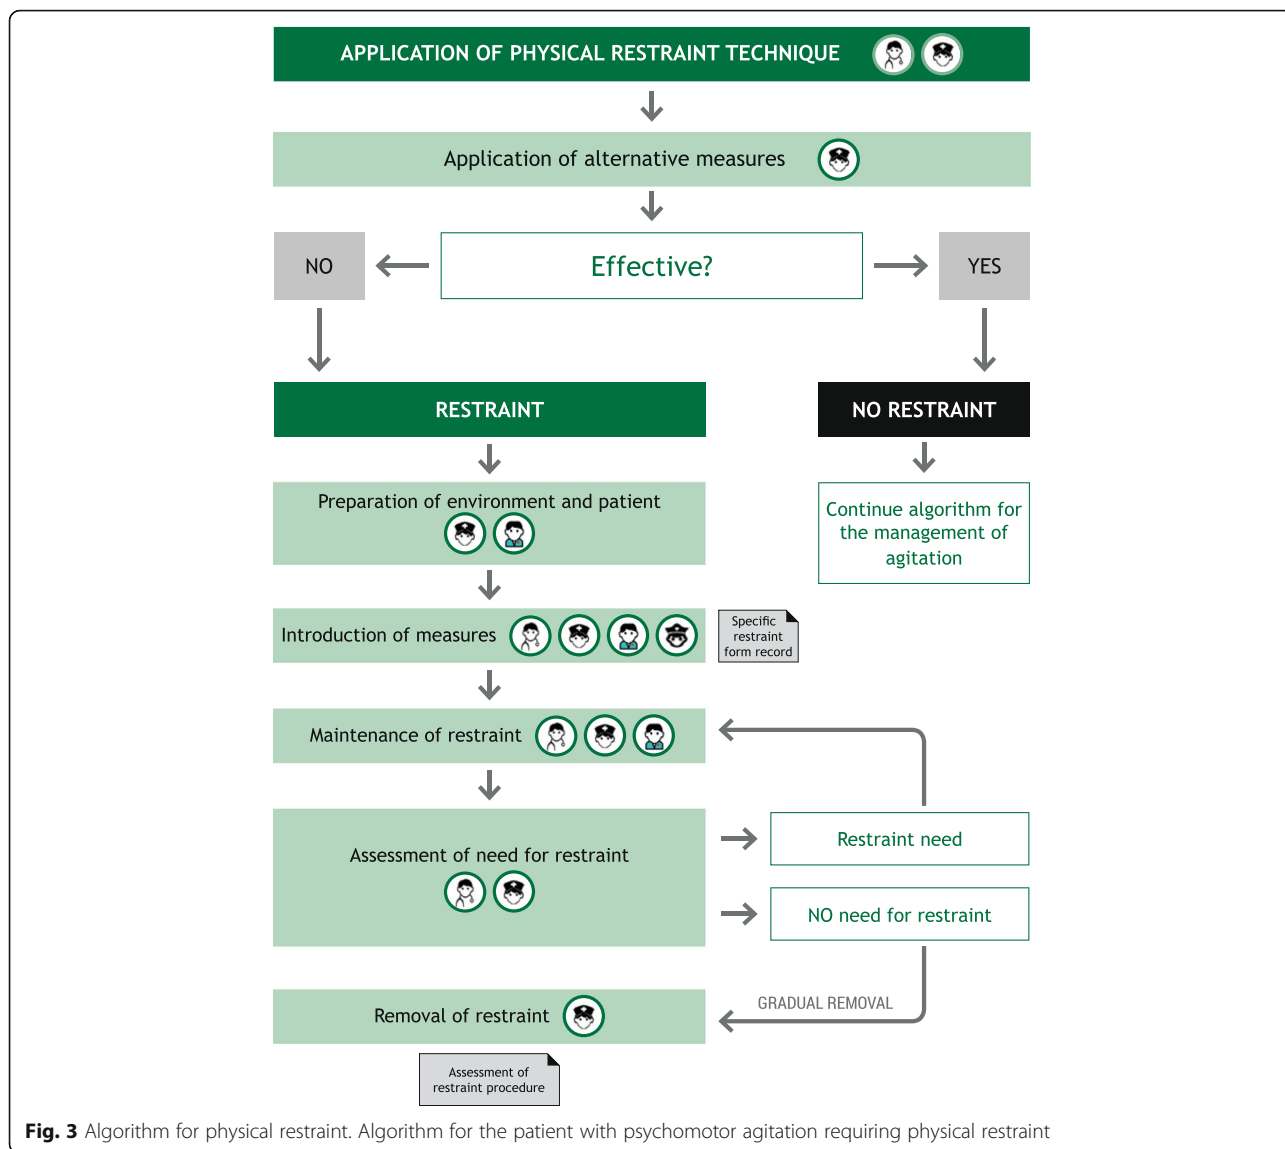 APPLICATION OF PHYSICAL RESTRAINT TECHNIQUE
Application of alternative measures
NO
Effective?
YES
RESTRAINT
NO RESTRAINT
Preparation of environment and patient
Continue algorithm for
the management of
agitation
Introduction of measures
Specific
restraint
form record
Maintenance of restraint
Assessment of need for restraint
Restraint need
NO need for restraint
GRADUAL REMOVAL
Removal of restraint
Assessment of
restraint procedure
Fig. 3 Algorithm for physical restraint. Algorithm for the patient with psychomotor agitation requiring physical restraint